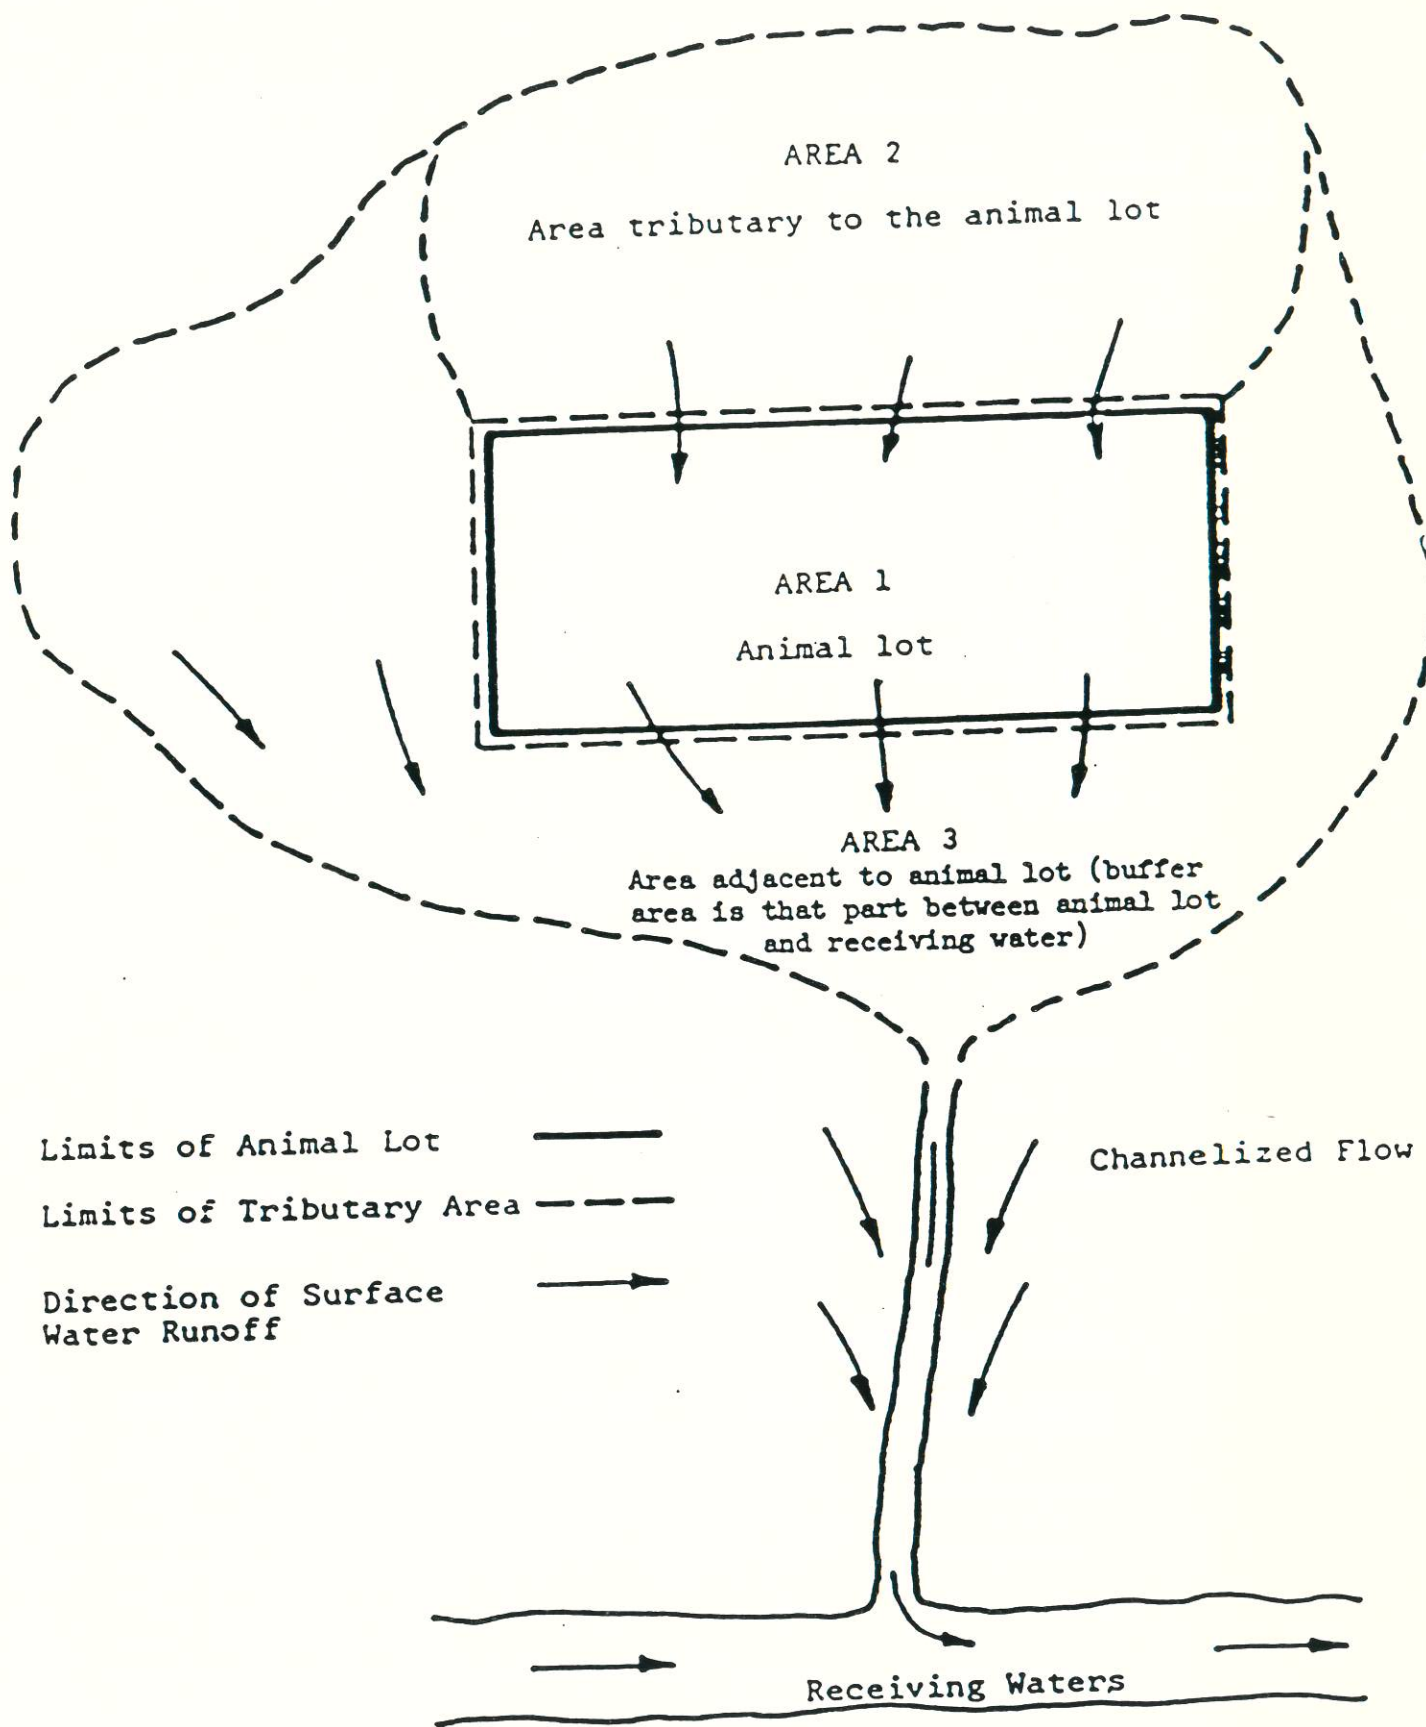 AREA 2
Area tributary to the animal lot
AREA 1
Animal lot
AREA 3
Area adjacent to animal lot (buffer
area is that part between animal lot
and receiving water)
Limits of Animal Lot
Limits of Tributary Area
Direction of Surface
Water Runoff
Channelized Flow
Receiving Waters